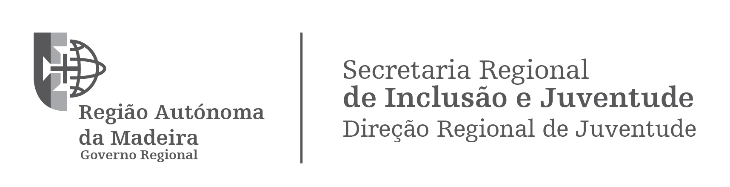 Região Autónoma
da Madeira
Governo Regional
Secretaria Regional
de Inclusão e Juventude
Direção Regional de Juventude